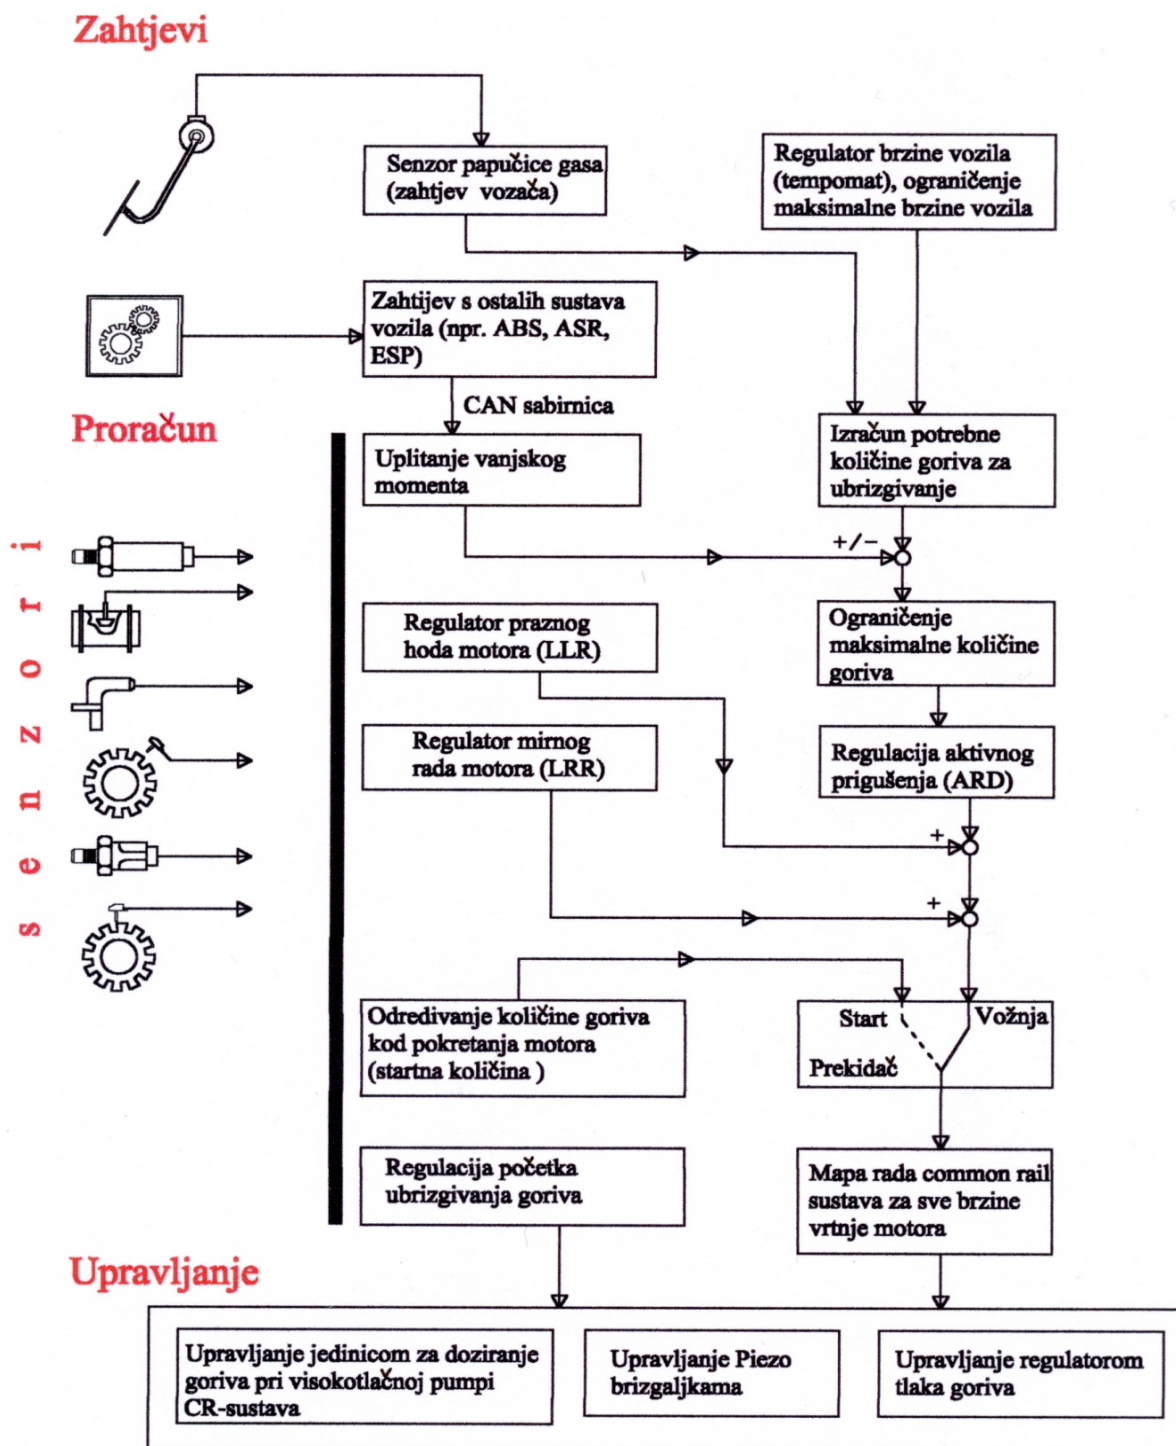 Zahtjevi
Senzor papučice gasa
(zahtjev vozača)
Regulator brzine vozila
(tempomat), ograničenje
maksimalne brzine vozila
Zahtijev s ostalih sustava
vozila (npr. ABS, ASR,
ESP)
CAN sabirnica
Proračun
Uplitanje vanjskog
momenta
Izračun potrebne
količine goriva za
ubrizgivanje
+/−
senzori
Regulator praznog
hoda motora (LLR)
Ograničenje
maksimalne količine
goriva
Regulator mirnog
rada motora (LRR)
Regulacija aktivnog
prigušenja (ARD)
+
+
Odredivanje količine goriva
kod pokretanja motora
(startna količina )
Start
Vožnja
Prekidač
Regulacija početka
ubrizgivanja goriva
Mapa rada common rail
sustava za sve brzine
vrtnje motora
Upravljanje
Upravljanje jedinicom za doziranje
goriva pri visokotlačnoj pumpi
CR-sustava
Upravljanje Piezo
brizgaljkama
Upravljanje regulatorom
tlaka goriva